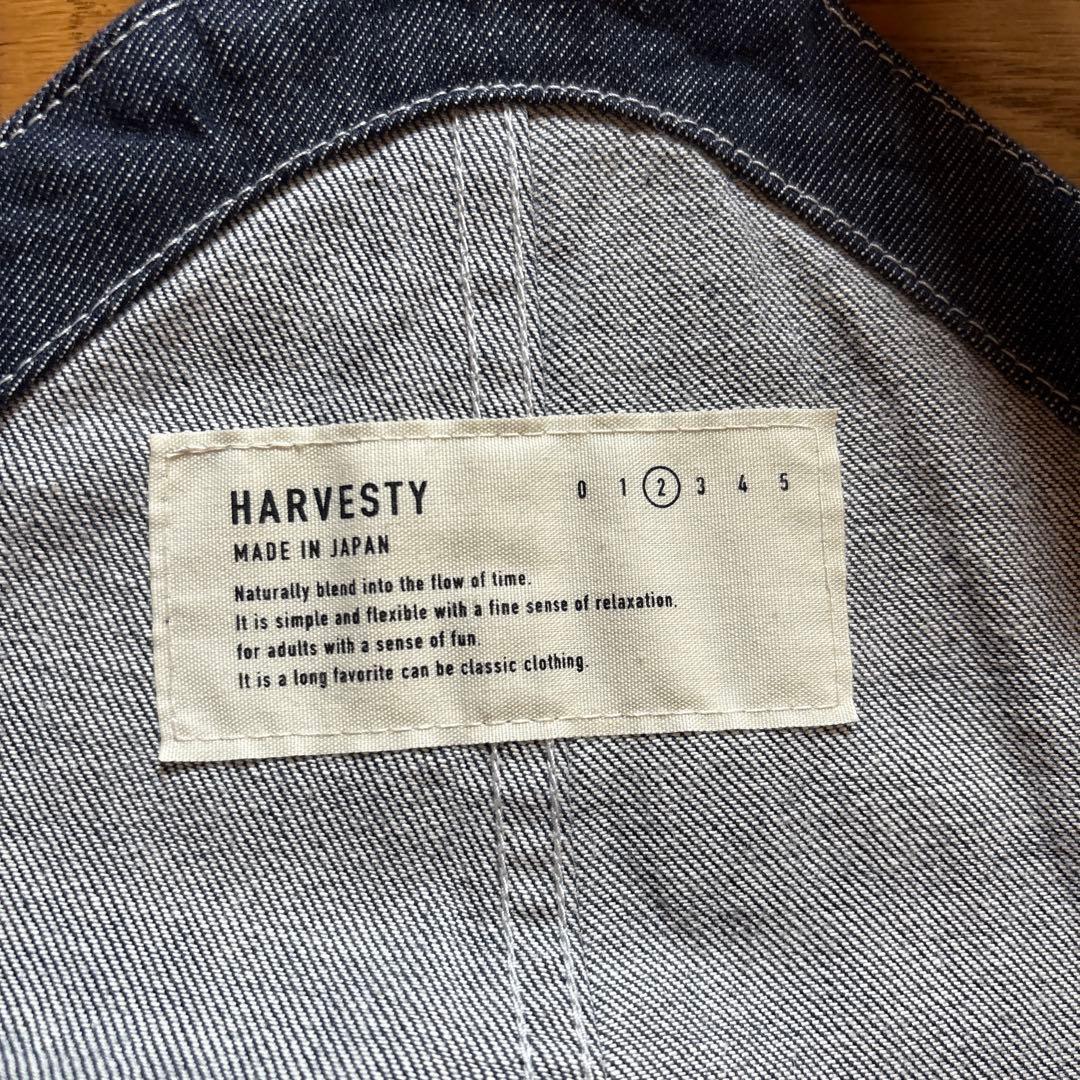 HARVESTY 0 1 2 3 4 5
MADE IN JAPAN
Naturally blend into the flow of time.
It is simple and flexible with a fine sense of relaxation.
for adults with a sense of fun.
It is a long favorite can be classic clothing.